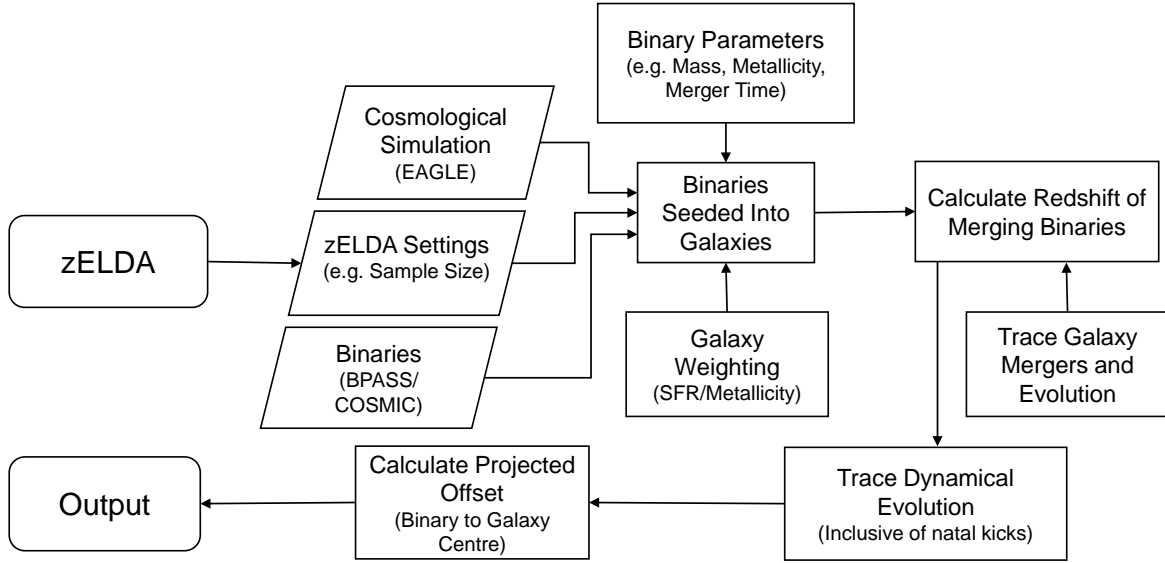 Binary Parameters
(e.g. Mass, Metallicity,
Merger Time)
Cosmological
Simulation
(EAGLE)
zELDA
zELDA Settings
(e.g. Sample Size)
Binaries
(BPASS/
COSMIC)
Binaries
Seeded Into
Galaxies
Calculate Redshift of
Merging Binaries
Galaxy
Weighting
(SFR/Metallicity)
Trace Galaxy
Mergers and
Evolution
Trace Dynamical
Evolution
(Inclusive of natal kicks)
Calculate Projected
Offset
(Binary to Galaxy
Centre)
Output